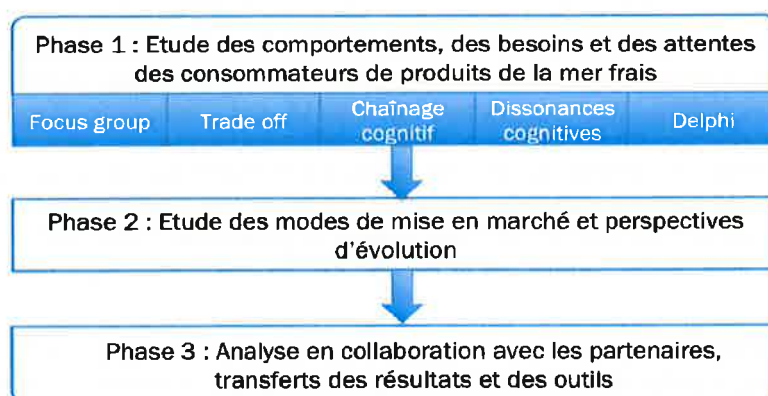 Phase 1 : Etude des comportements, des besoins et des attentes
des consommateurs de produits de la mer frais
Focus group
Trade off
Chaînage
cognitif
Dissonances
cognitives
Delphi
Phase 2 : Etude des modes de mise en marché et perspectives
d'évolution
Phase 3 : Analyse en collaboration avec les partenaires,
transferts des résultats et des outils